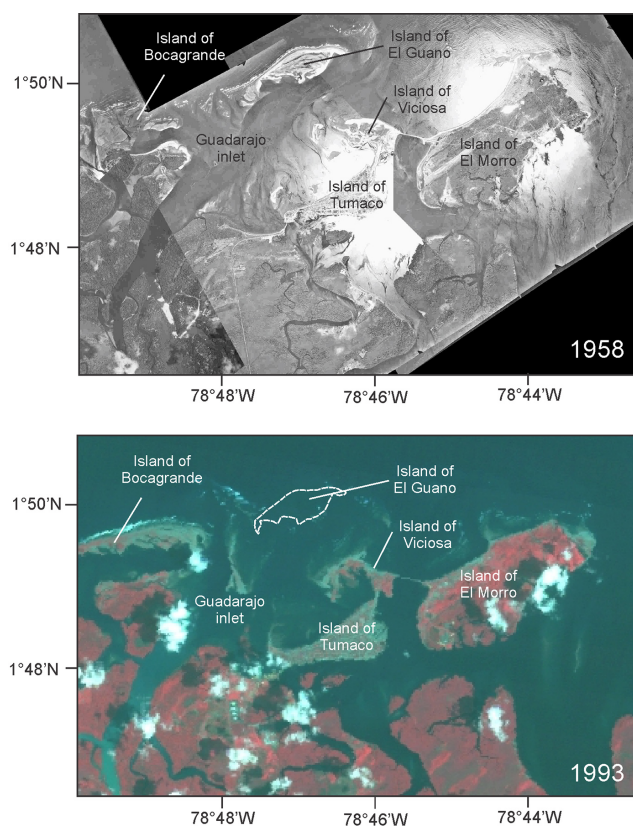 Island of
Bocagrande
Island of
El Guano
1°50'N
Island of
Viciosa
Guadarajo
inlet
Island of
El Morro
Island of
Tumaco
1°48'N
1958
78°48'W
78°46'W
78°44'W
Island of
Bocagrande
Island of
El Guano
1°50'N
Island of
Viciosa
Island of
El Morro
Guadarajo
inlet
Island of
Tumaco
1°48'N
1993
78°48'W
78°46'W
78°44'W